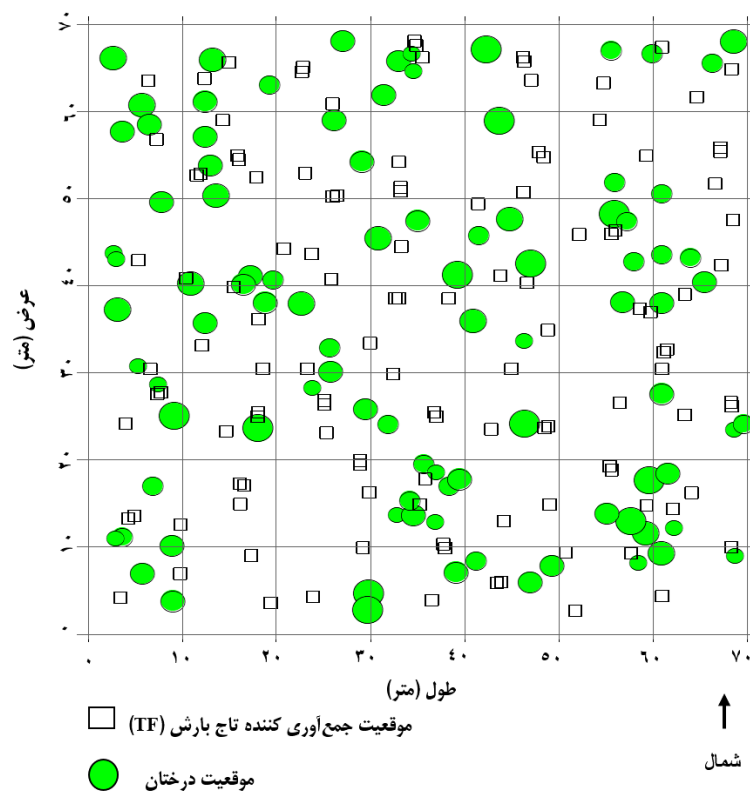 ۷۰
۶۰
۵۰
۴۰
۳۰
۲۰
۱۰
۰
عرض (متر)
۰ ۱۰ ۲۰ ۳۰ ۴۰ ۵۰ ۶۰ ۷۰
طول (متر)
موقعیت جمع‌آوری کننده تاج بارش (TF)
موقعیت درختان
شمال